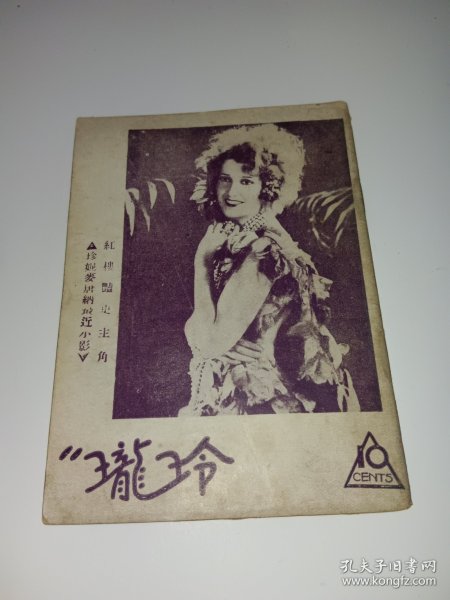 紅樓豔史主角
▲珍妮麥唐納最近小影▼
玲瓏"
10
CENTS
孔夫子旧书网
www.kongfz.com